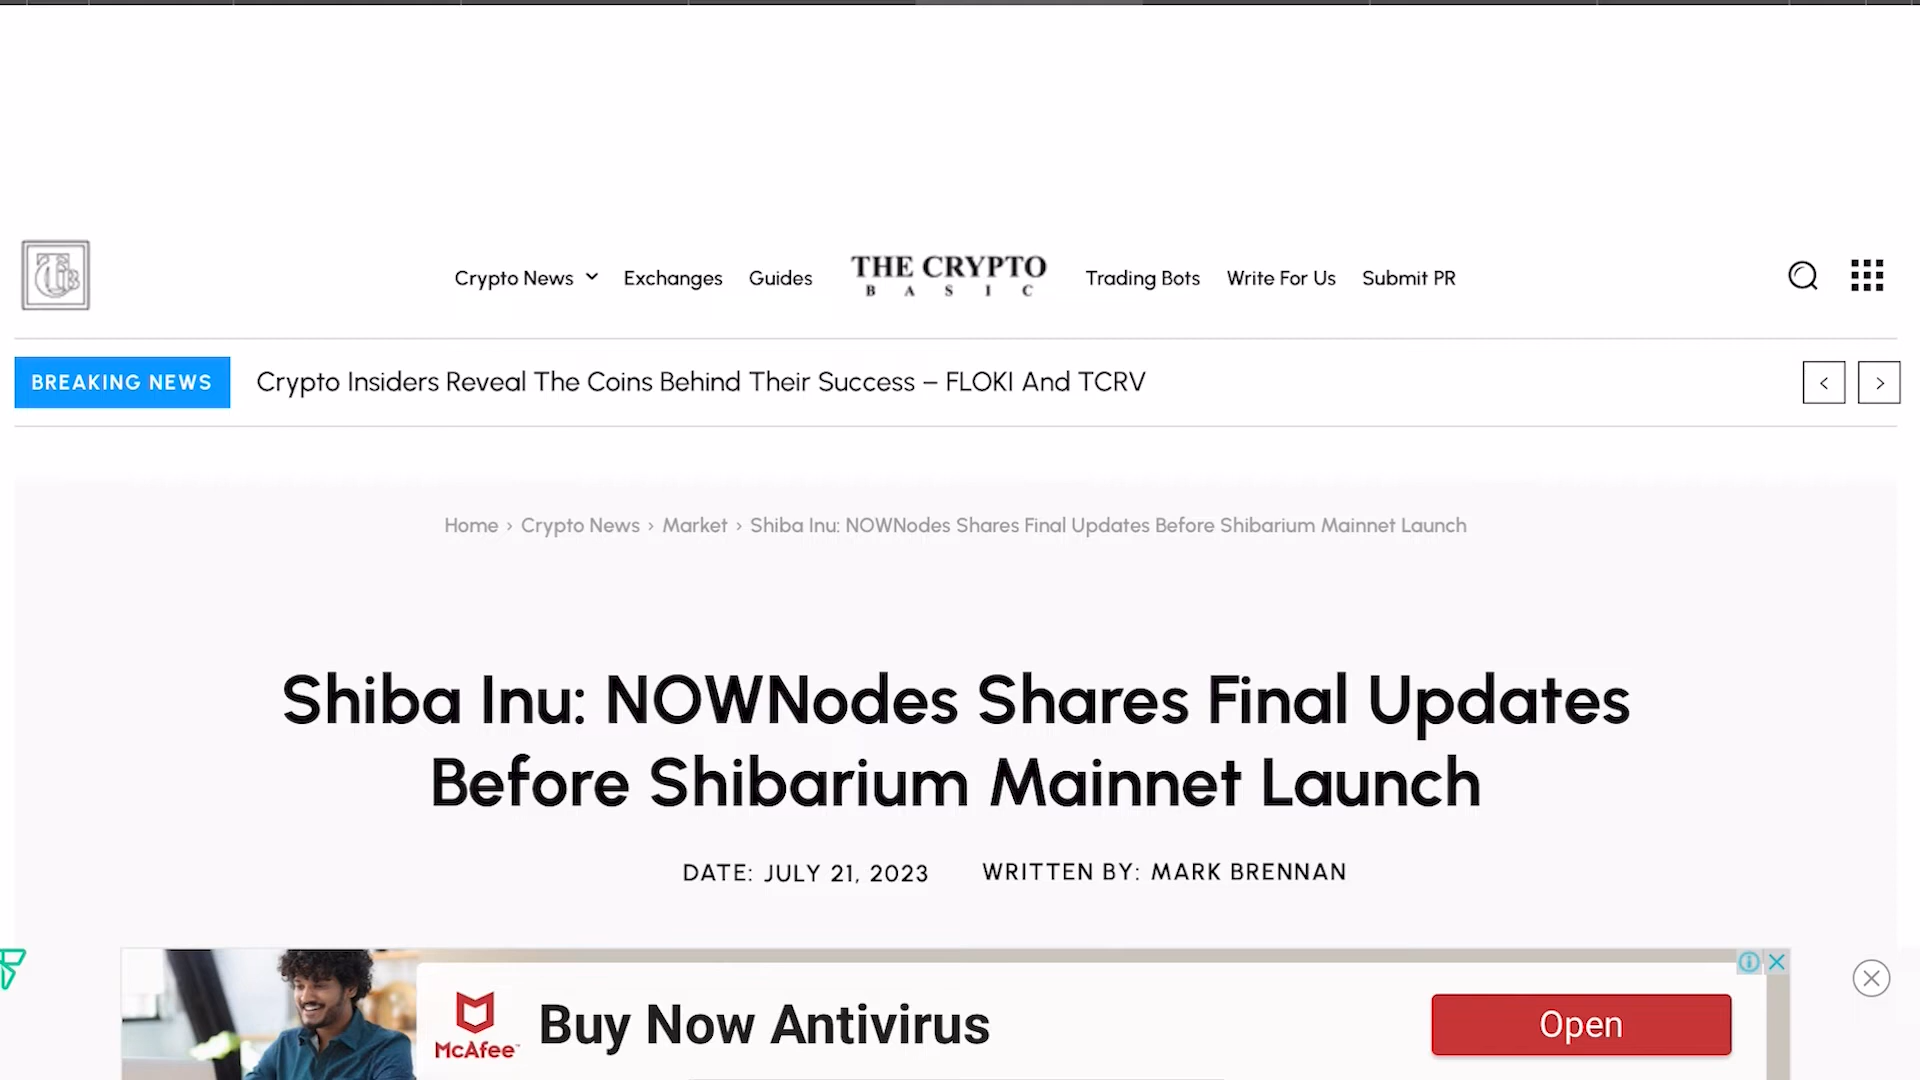 Crypto News
Exchanges
Guides
THE CRYPTO
BASIC
Trading Bots
Write For Us
Submit PR
BREAKING NEWS
Crypto Insiders Reveal The Coins Behind Their Success – FLOKI And TCRV
Home › Crypto News › Market › Shiba Inu: NOWNodes Shares Final Updates Before Shibarium Mainnet Launch
Shiba Inu: NOWNodes Shares Final Updates
Before Shibarium Mainnet Launch
DATE: JULY 21, 2023
WRITTEN BY: MARK BRENNAN
McAfee™
Buy Now Antivirus
Open